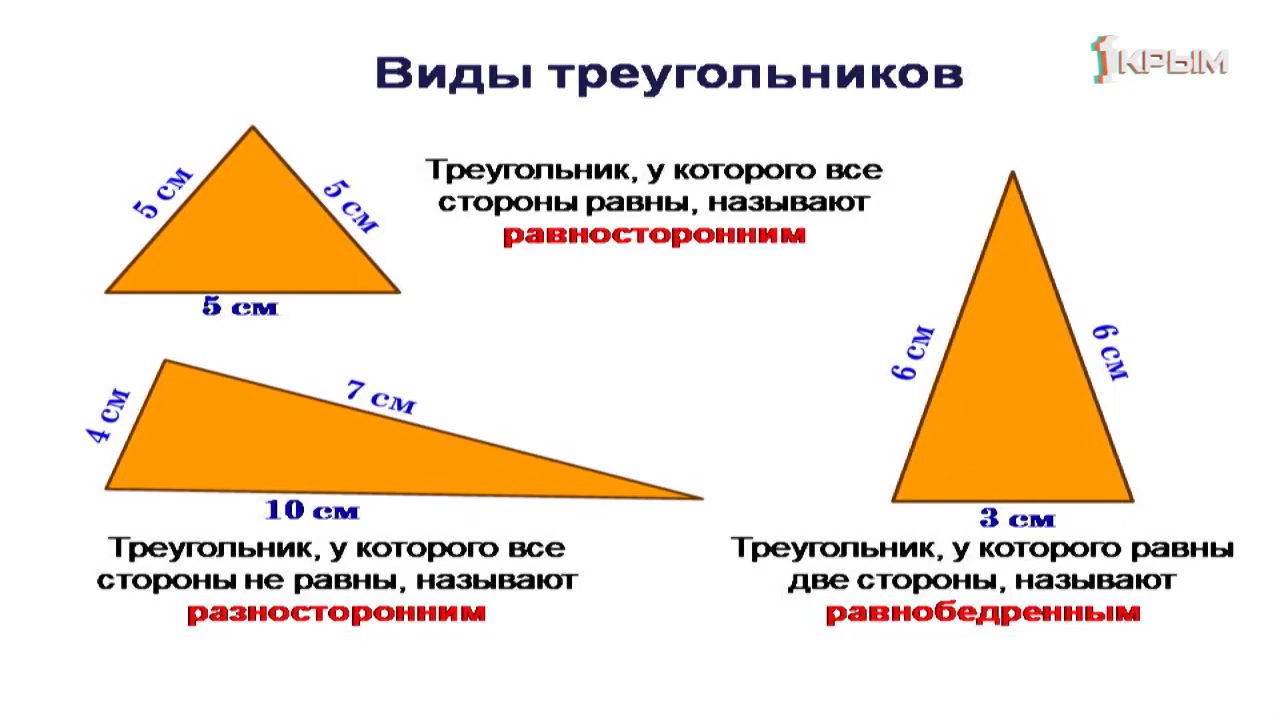 Виды треугольников
1КРЫМ
5 см
5 см
5 см
Треугольник, у которого все
стороны равны, называют
равносторонним
4 см
7 см
10 см
Треугольник, у которого все
стороны не равны, называют
разносторонним
6 см
6 см
3 см
Треугольник, у которого равны
две стороны, называют
равнобедренным